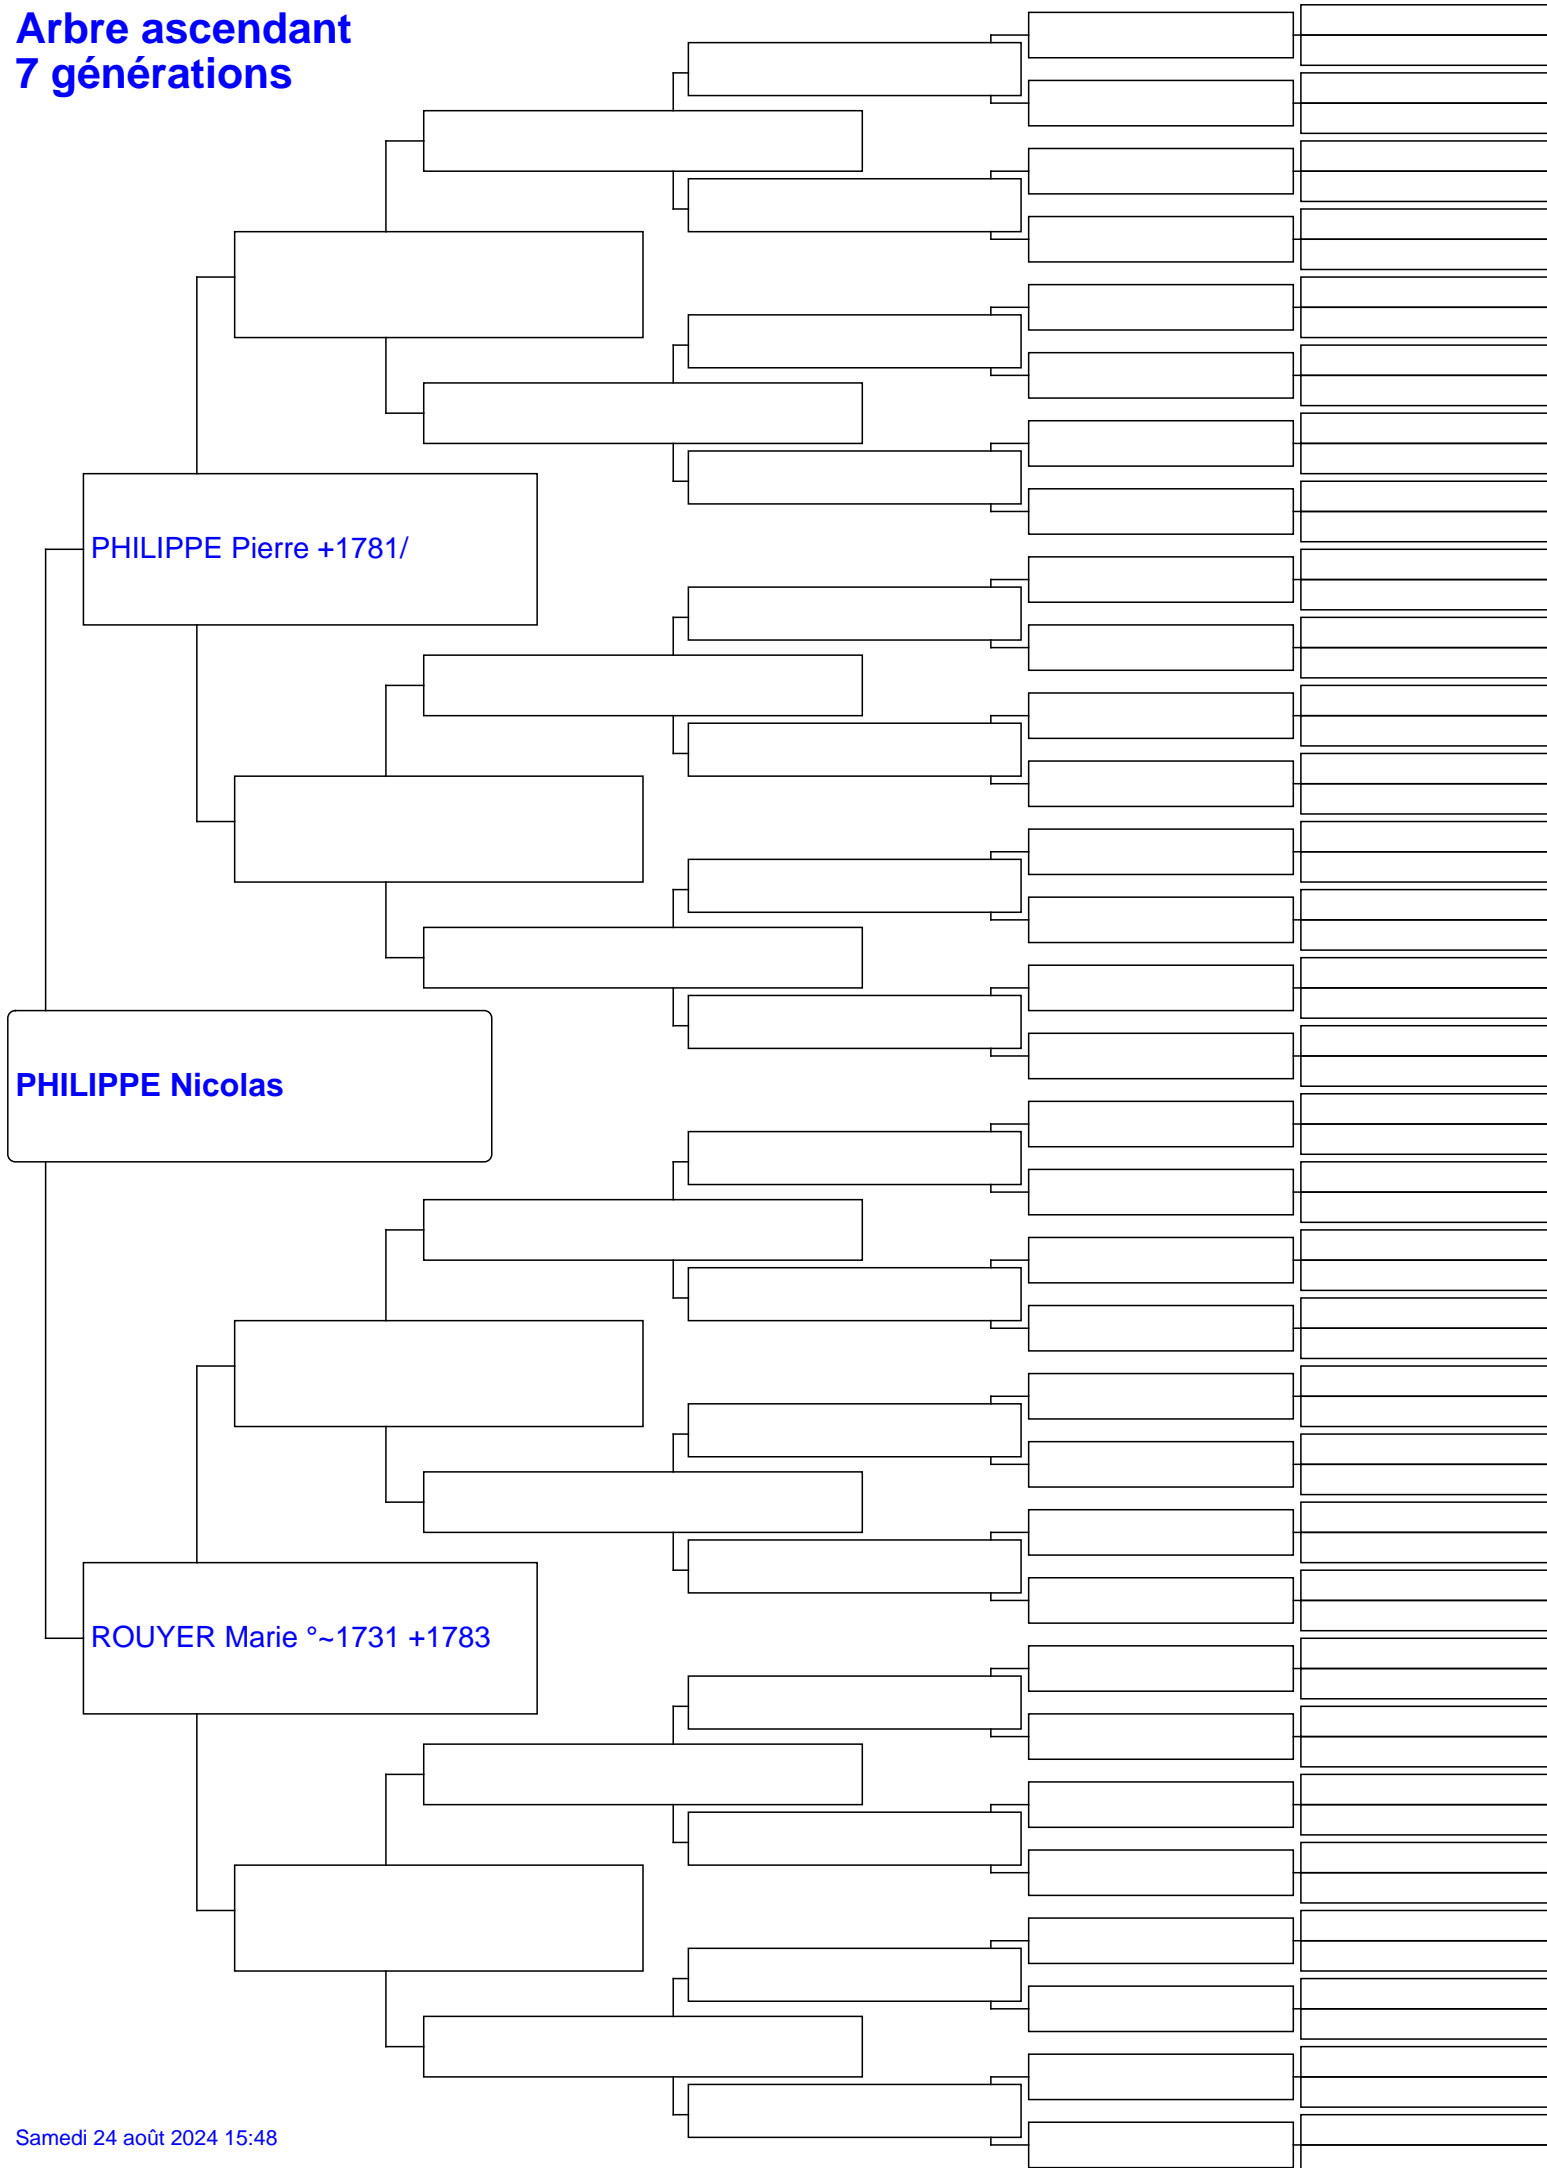 Arbre ascendant
7 générations
PHILIPPE Pierre +1781/
PHILIPPE Nicolas
ROUYER Marie °~1731 +1783
Samedi 24 août 2024 15:48